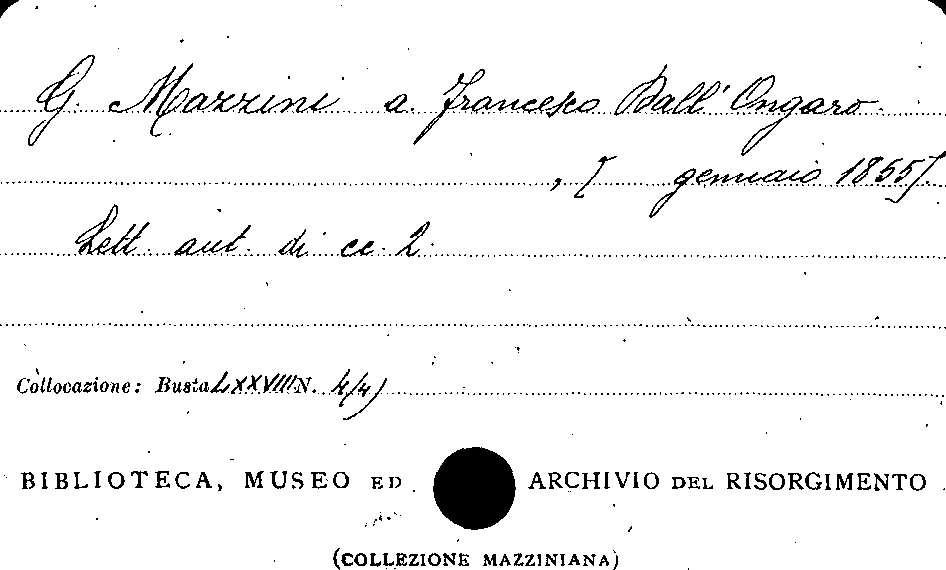 G. Mazzini a Francesco Dall' Ongaro
, [ gennaio 1855].
Lett. aut. di cc. 2.
Collocazione: Busta LXXVIII N. 4/4)
BIBLIOTECA, MUSEO ED ARCHIVIO DEL RISORGIMENTO
(COLLEZIONE MAZZINIANA)